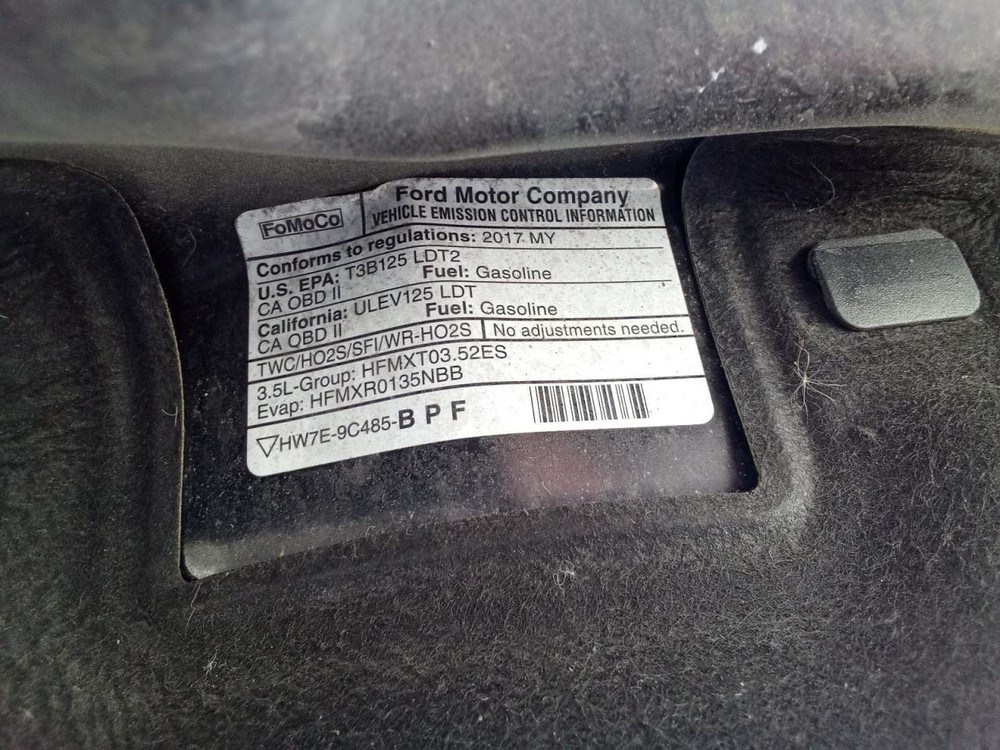 FoMoCo
Ford Motor Company
VEHICLE EMISSION CONTROL INFORMATION
Conforms to regulations: 2017 MY
U.S. EPA: T3B125 LDT2
CA OBD II Fuel: Gasoline
California: ULEV125 LDT
CA OBD II Fuel: Gasoline
TWC/HO2S/SFI/WR-HO2S No adjustments needed.
3.5L-Group: HFMXT03.52ES
Evap: HFMXR0135NBB
HW7E-9C485-B P F